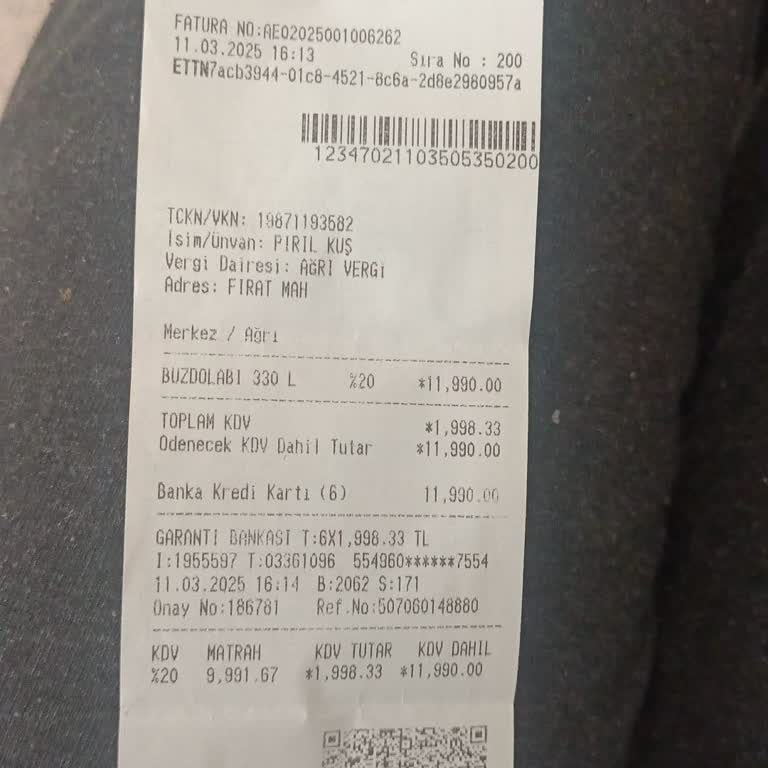 FATURA NO:AE02025001006262
11.03.2025 16:13 Sıra No : 200
ETTN7acb3944-01c8-4521-8c6a-2d8e2980957a
12347021103505350200
TCKN/VKN: 19871193582
İsim/Ünvan: PIRIL KUŞ
Vergi Dairesi: AĞRI VERGİ
Adres: FIRAT MAH
Merkez / Ağrı
BUZDOLABI 330 L %20 *11,990.00
TOPLAM KDV *1,998.33
Odenecek KDV Dahil Tutar *11,990.00
Banka Kredi Kartı (6) 11,990.00
GARANTİ BANKASI T:6X1,998.33 TL
I:1955597 T:03361096 554960******7554
11.03.2025 16:14 B:2062 S:171
Onay No:186781 Ref.No:507060148880
KDV MATRAH KDV TUTAR KDV DAHİL
%20 9,991.67 *1,998.33 *11,990.00